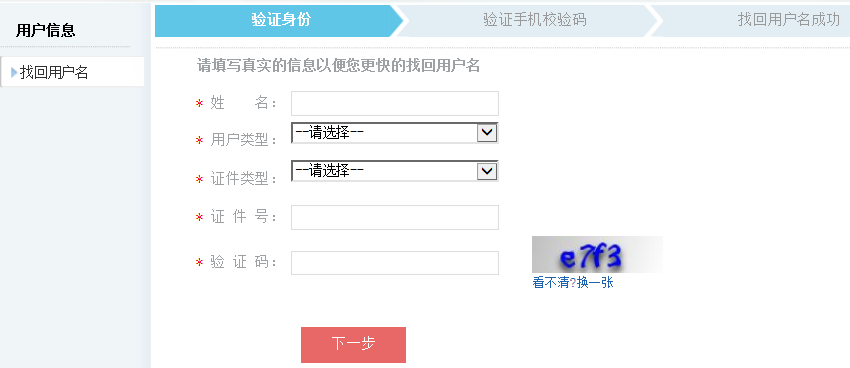 用户信息
找回用户名
验证身份
验证手机校验码
找回用户名成功
请填写真实的信息以便您更快的找回用户名
* 姓 名：
* 用户类型： --请选择--
* 证件类型： --请选择--
* 证 件 号：
* 验 证 码： e7f3
看不清?换一张
下一步